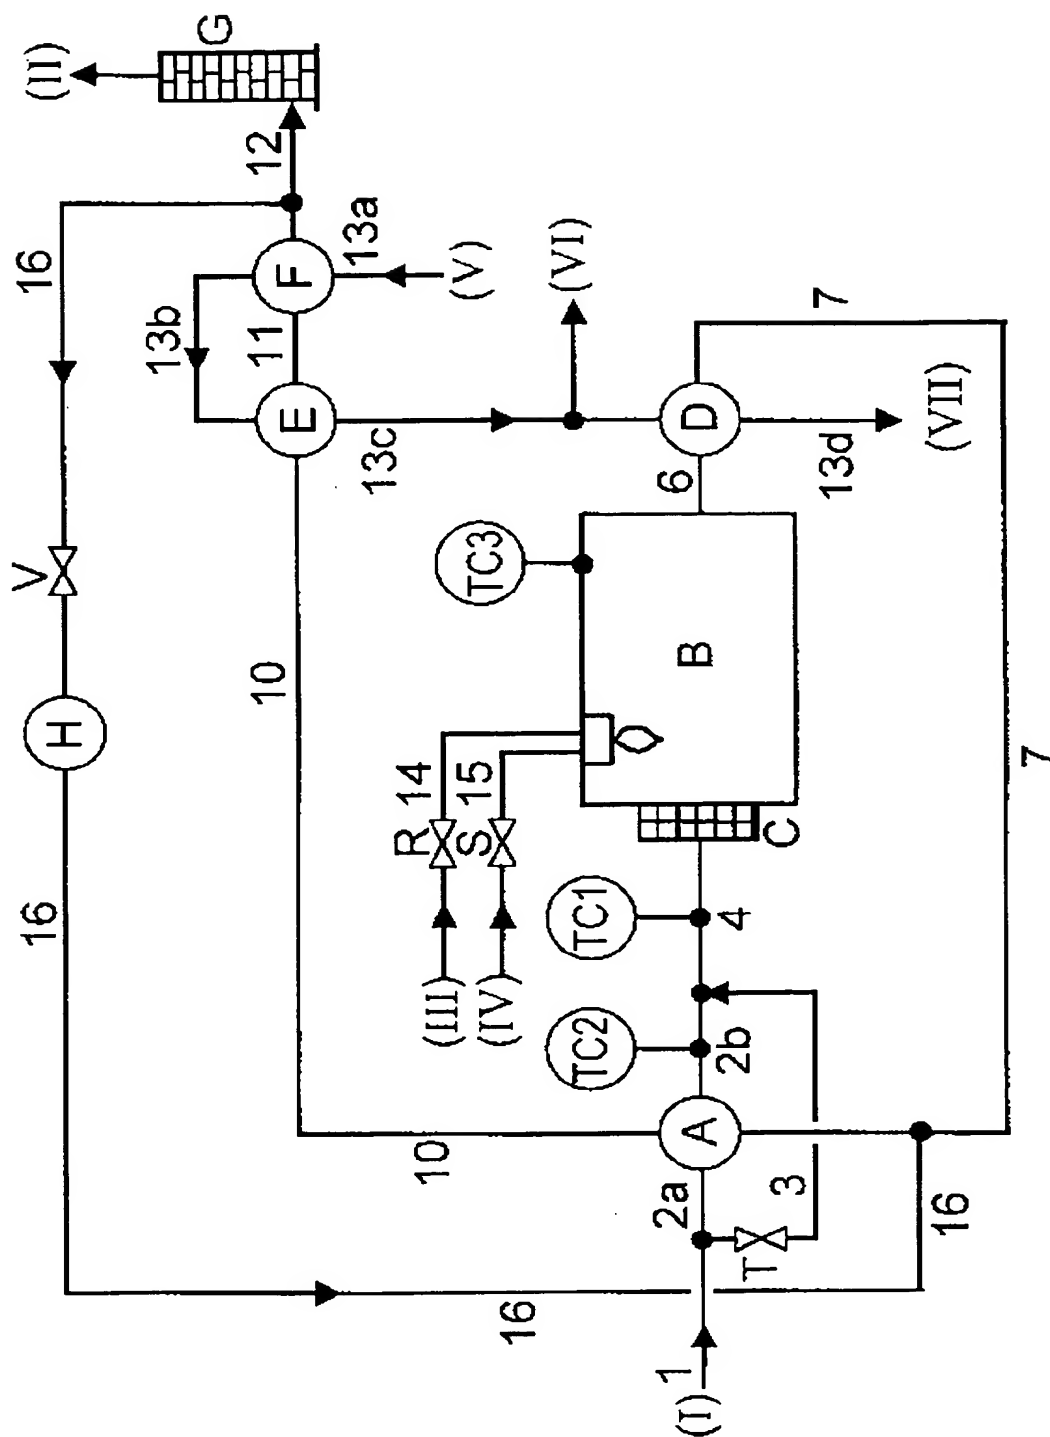 (II)
G
12
16
13a
(V)
F
13b
11
E
(VI)
7
13c
D
(VII)
13d
6
V
TC3
B
10
H
14
R
15
S
C
7
16
TC1
4
(III)
(IV)
TC2
2b
A
10
2a
3
T
16
16
1
(I)